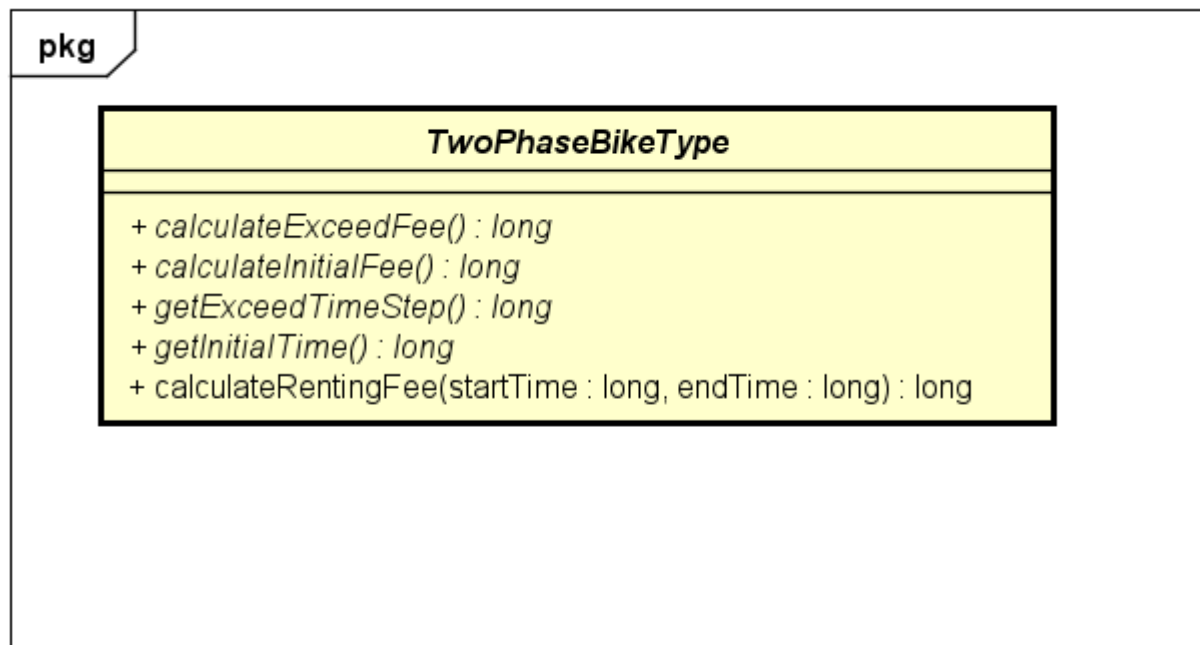 pkg
TwoPhaseBikeType
+ calculateExceedFee() : long
+ calculateInitialFee() : long
+ getExceedTimeStep() : long
+ getInitialTime() : long
+ calculateRentingFee(startTime : long, endTime : long) : long